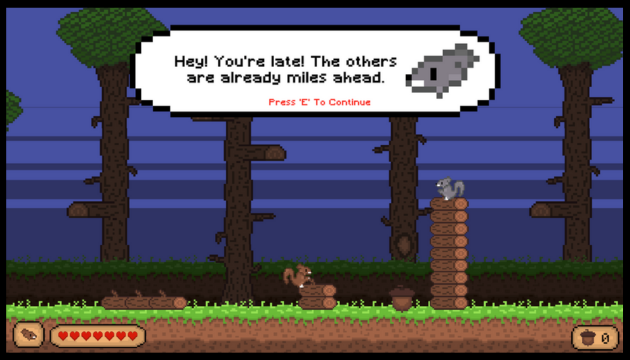 Hey! You're late! The others
are already miles ahead.
Press 'E' To Continue
0